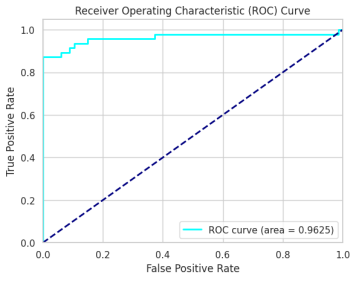 Receiver Operating Characteristic (ROC) Curve
1.0
0.8
0.6
0.4
0.2
0.0
True Positive Rate
0.0 0.2 0.4 0.6 0.8 1.0
False Positive Rate
ROC curve (area = 0.9625)